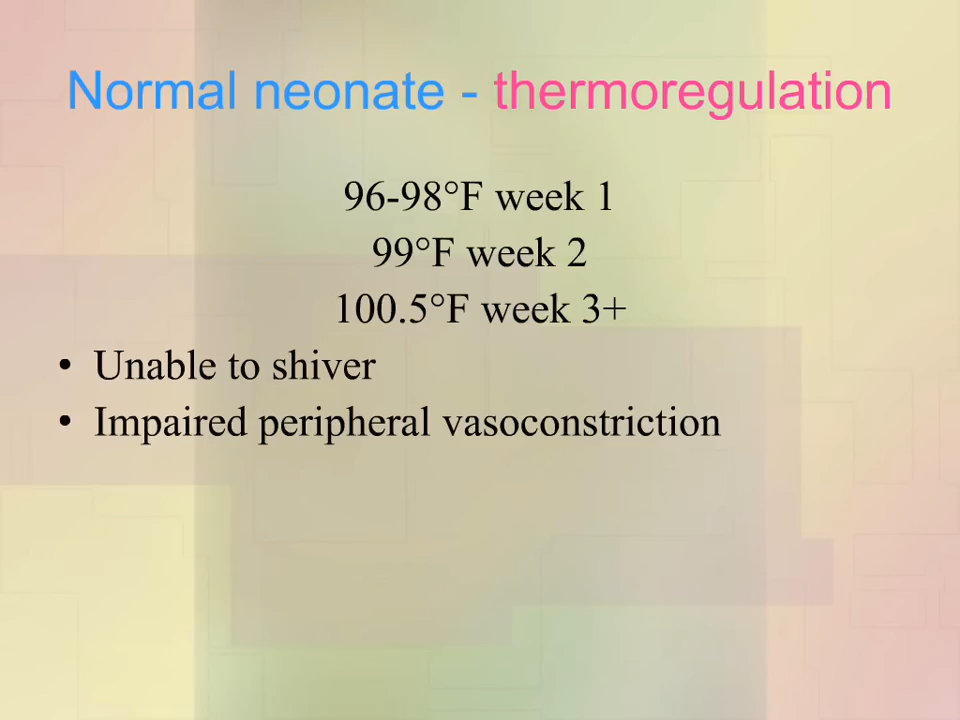 Normal neonate - thermoregulation
96-98°F week 1
99°F week 2
100.5°F week 3+
• Unable to shiver
• Impaired peripheral vasoconstriction